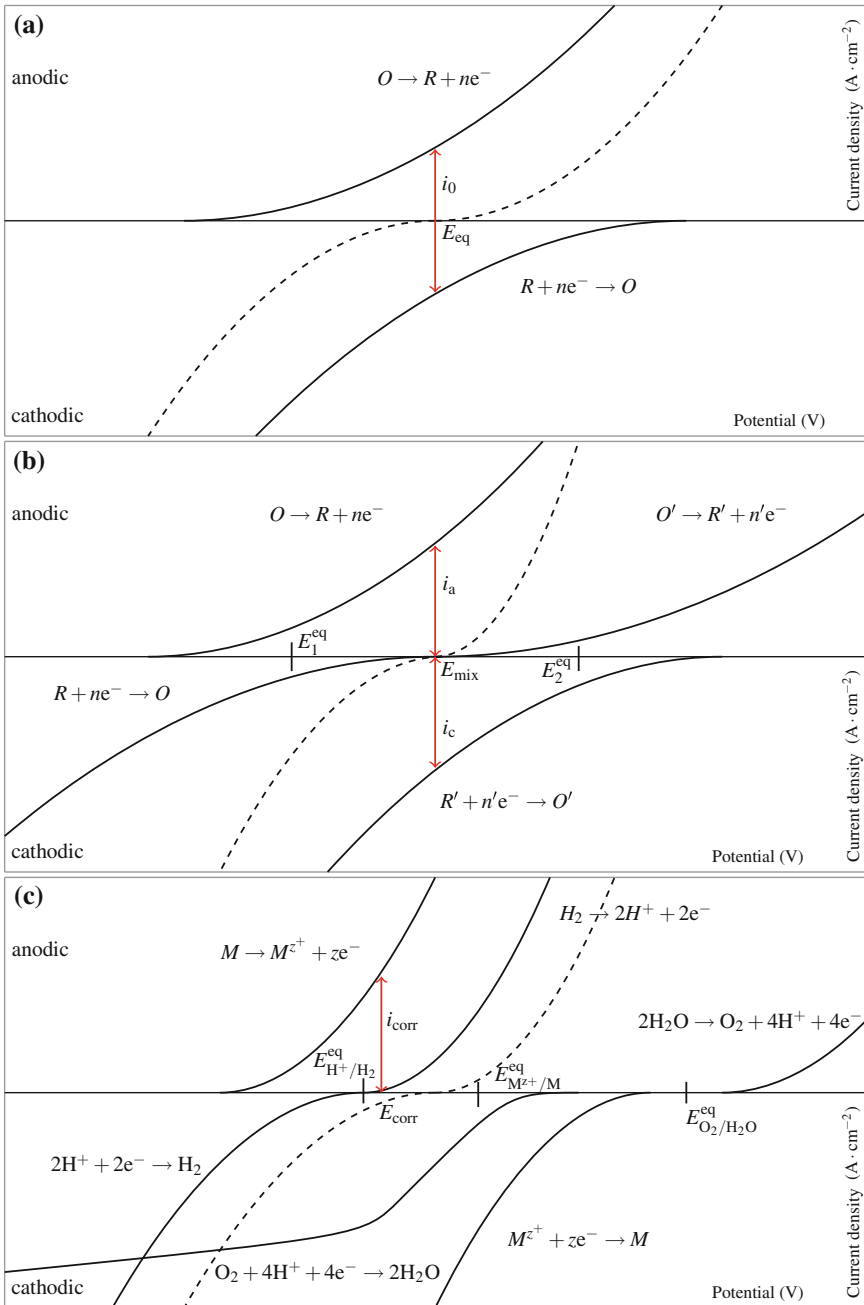 (a)
anodic
O → R + ne⁻
Current density (A · cm⁻²)
i₀
E_eq
R + ne⁻ → O
cathodic
Potential (V)
(b)
anodic
O → R + ne⁻
O′ → R′ + n′e⁻
i_a
E₁^eq
E_mix
E₂^eq
R + ne⁻ → O
i_c
R′ + n′e⁻ → O′
Current density (A · cm⁻²)
cathodic
Potential (V)
(c)
H₂ → 2H⁺ + 2e⁻
anodic
M → M^z⁺ + ze⁻
i_corr
2H₂O → O₂ + 4H⁺ + 4e⁻
E^eq_H⁺/H₂
E^eq_M^z+/M
E_corr
E^eq_O₂/H₂O
2H⁺ + 2e⁻ → H₂
M^z⁺ + ze⁻ → M
O₂ + 4H⁺ + 4e⁻ → 2H₂O
Current density (A · cm⁻²)
cathodic
Potential (V)